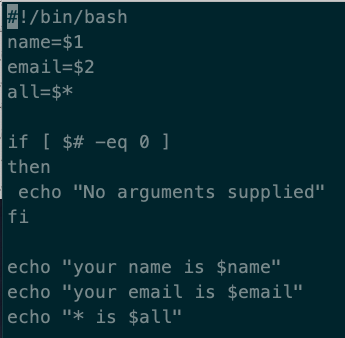 #!/bin/bash
name=$1
email=$2
all=$*

if [ $# -eq 0 ]
then
 echo "No arguments supplied"
fi

echo "your name is $name"
echo "your email is $email"
echo "* is $all"